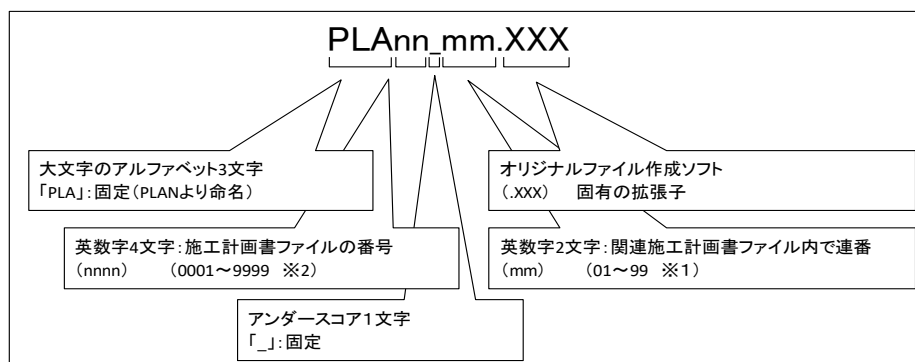 PLAnn_mm.XXX
大文字のアルファベット3文字
「PLA」：固定（PLANより命名）
オリジナルファイル作成ソフト
(.XXX)　固有の拡張子
英数字4文字：施工計画書ファイルの番号
(nnnn)　（0001～9999　※2）
英数字2文字：関連施工計画書ファイル内で連番
(mm)　（01～99　※１）
アンダースコア１文字
「_」：固定